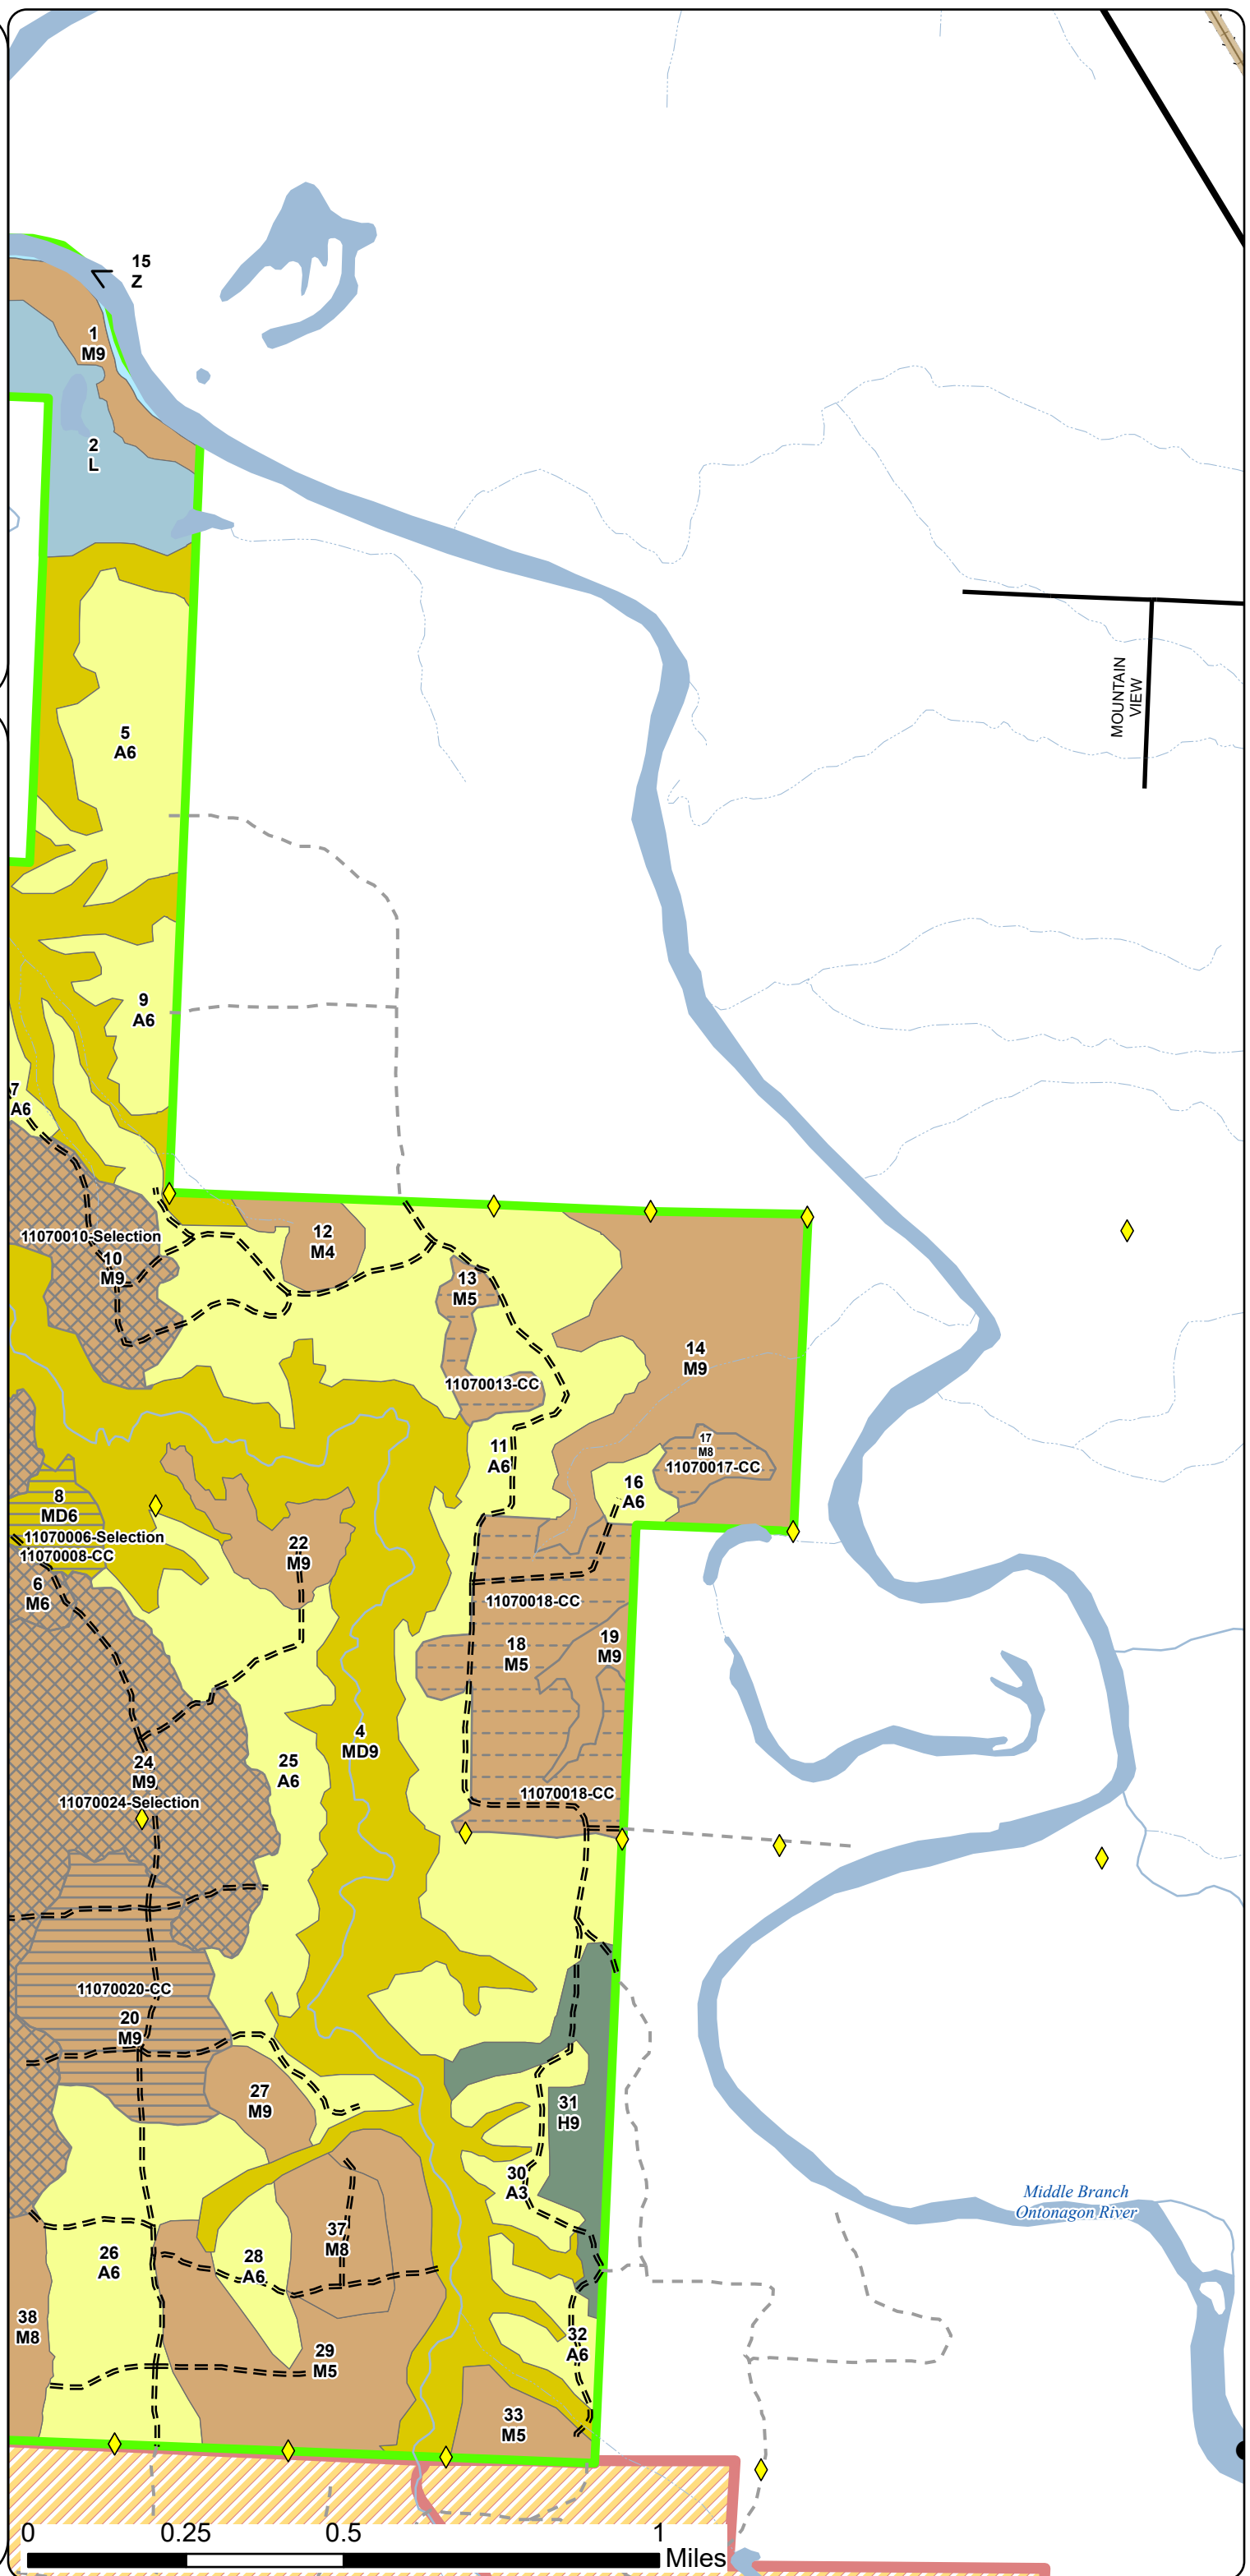 15
Z
1
M9
2
L
MOUNTAIN
VIEW
5
A6
9
A6
7
A6
11070010-Selection
10
M9
12
M4
13
M5
14
M9
11070013-CC
17
M8
11070017-CC
11
A6
16
A6
8
MD6
11070006-Selection
11070008-CC
6
M6
22
M9
11070018-CC
18
M5
19
M9
4
MD9
25
A6
24
M9
11070024-Selection
11070018-CC
11070020-CC
20
M9
27
M9
31
H9
30
A3
Middle Branch
Ontonagon River
37
M8
28
A6
26
A6
38
M8
29
M5
32
A6
33
M5
0 0.25 0.5 1
Miles